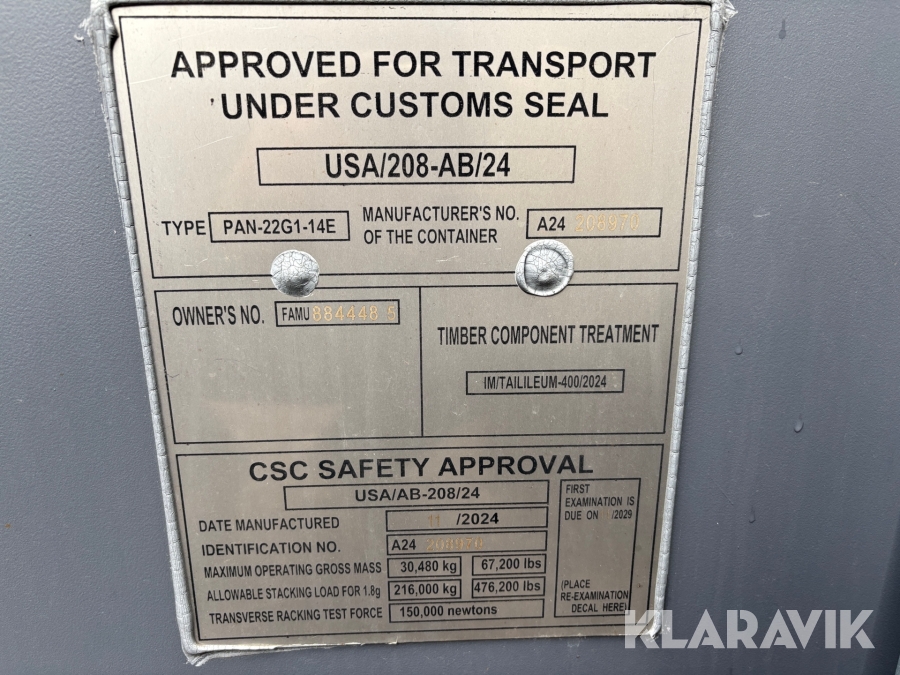 APPROVED FOR TRANSPORT
UNDER CUSTOMS SEAL
USA/208-AB/24
TYPE PAN-22G1-14E
MANUFACTURER'S NO.
OF THE CONTAINER
A24 208970
OWNER'S NO. FAMU 884448 5
TIMBER COMPONENT TREATMENT
IM/TAILILEUM-400/2024
CSC SAFETY APPROVAL
USA/AB-208/24
DATE MANUFACTURED 11 /2024
IDENTIFICATION NO. A24 208970
MAXIMUM OPERATING GROSS MASS 30,480 kg 67,200 lbs
ALLOWABLE STACKING LOAD FOR 1.8g 216,000 kg 476,200 lbs
TRANSVERSE RACKING TEST FORCE 150,000 newtons
FIRST
EXAMINATION IS
DUE ON /2029
(PLACE
RE-EXAMINATION
DECAL HERE)
KLARAVIK